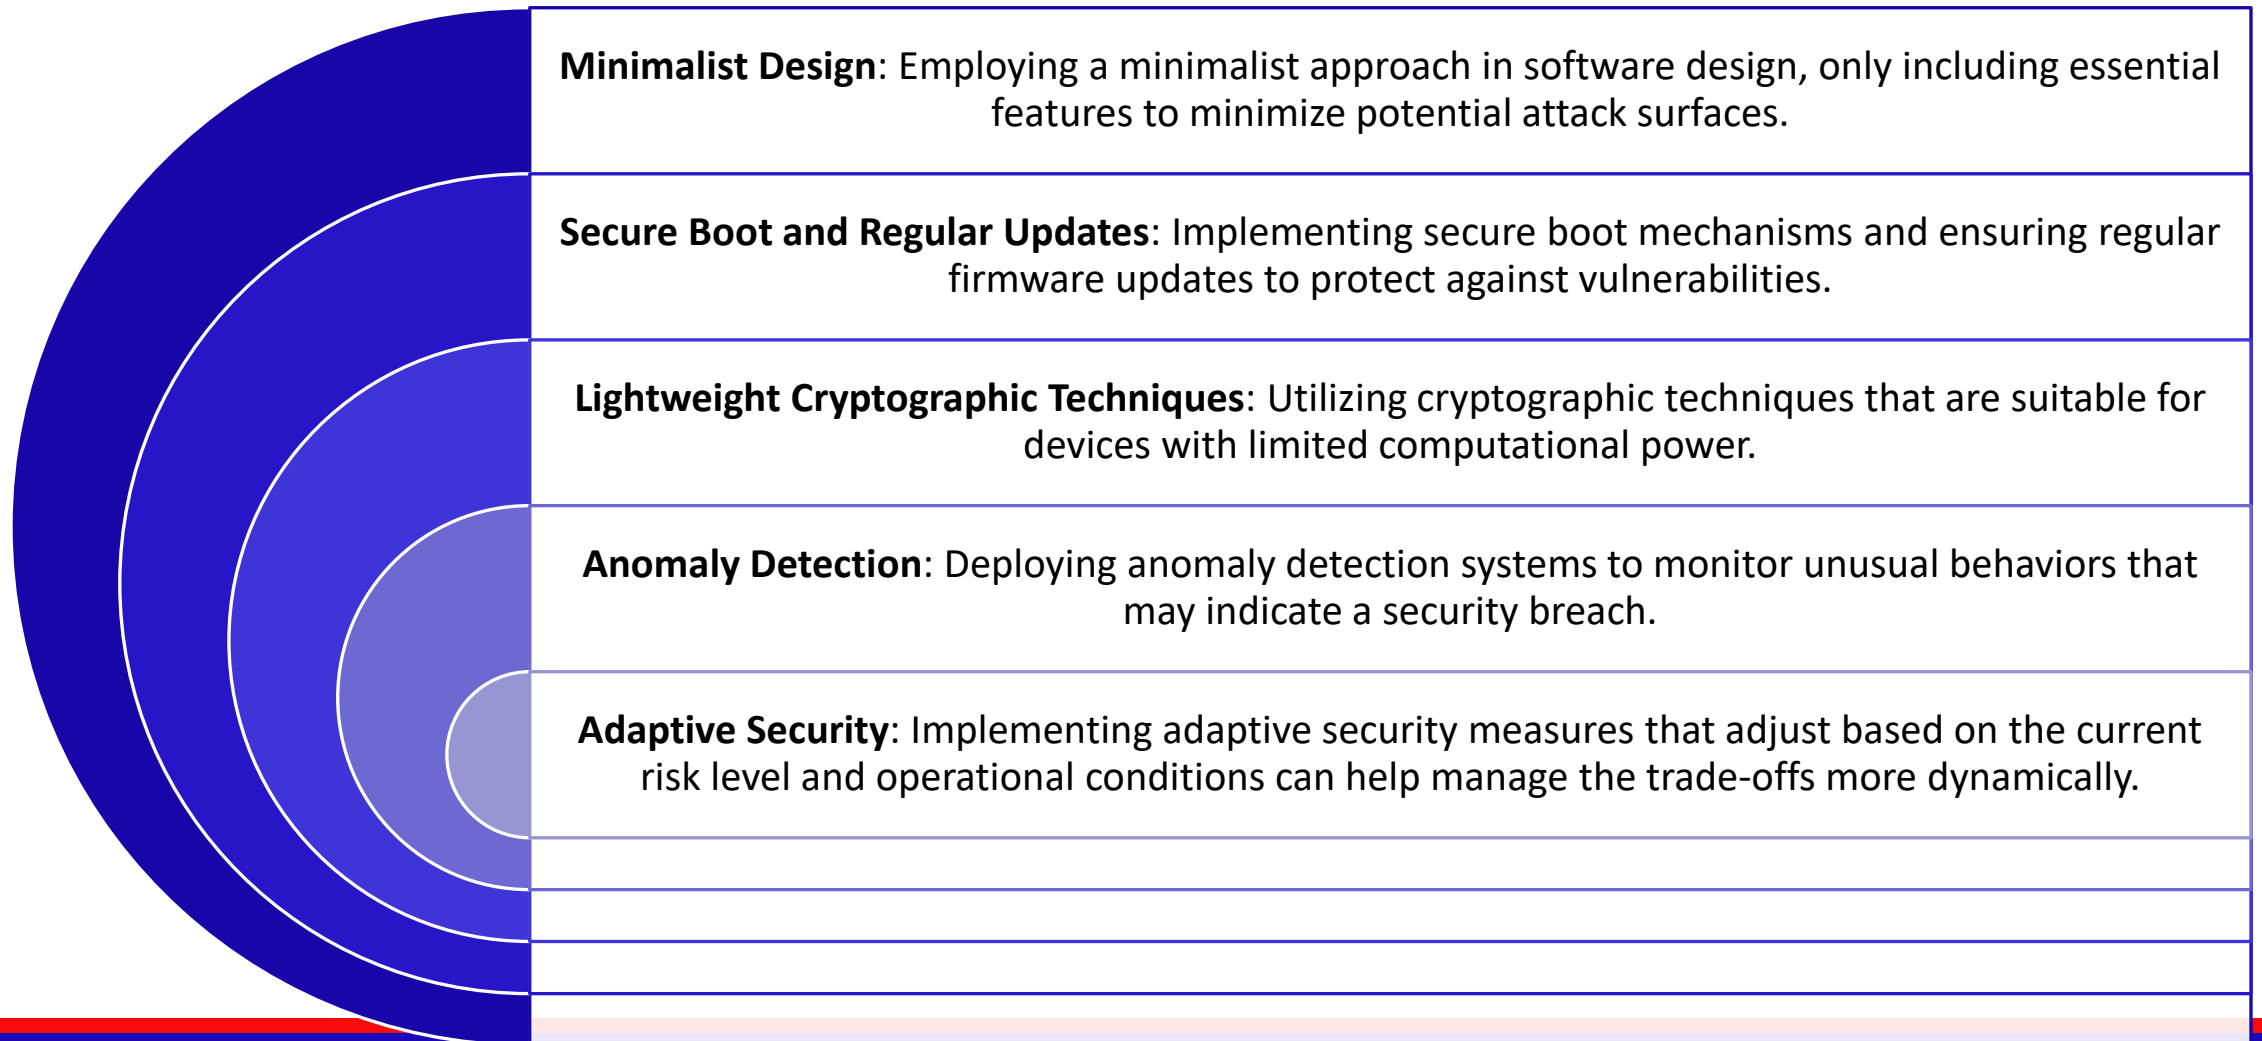 Minimalist Design: Employing a minimalist approach in software design, only including essential
features to minimize potential attack surfaces.
Secure Boot and Regular Updates: Implementing secure boot mechanisms and ensuring regular
firmware updates to protect against vulnerabilities.
Lightweight Cryptographic Techniques: Utilizing cryptographic techniques that are suitable for
devices with limited computational power.
Anomaly Detection: Deploying anomaly detection systems to monitor unusual behaviors that
may indicate a security breach.
Adaptive Security: Implementing adaptive security measures that adjust based on the current
risk level and operational conditions can help manage the trade-offs more dynamically.